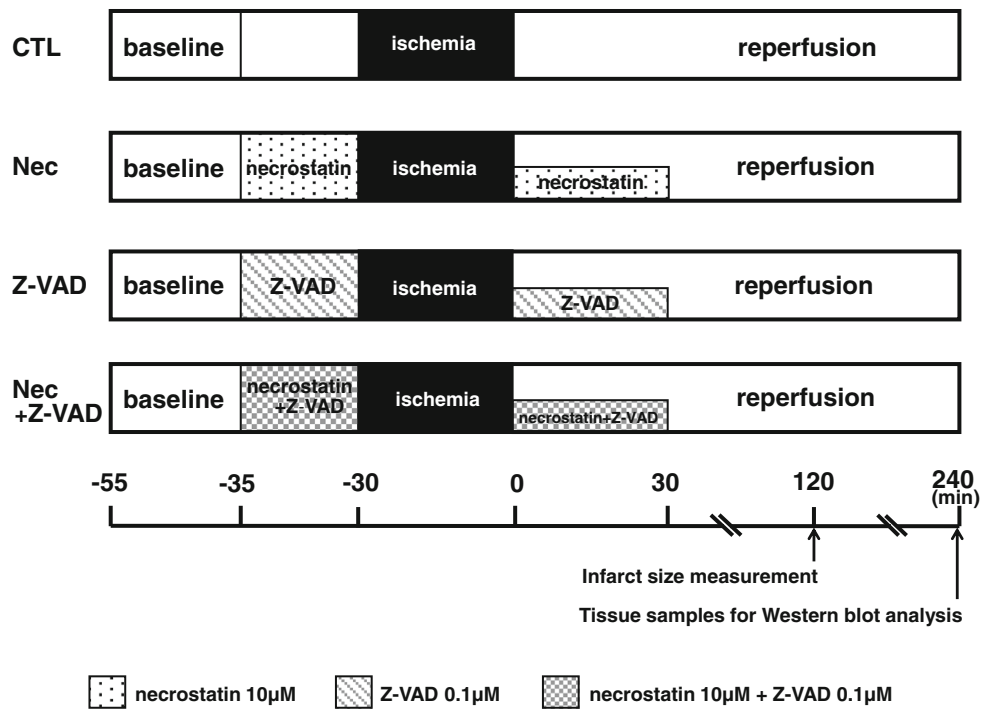 CTL baseline ischemia reperfusion
Nec baseline necrostatin ischemia necrostatin reperfusion
Z-VAD baseline Z-VAD ischemia Z-VAD reperfusion
Nec
+Z-VAD baseline necrostatin
+Z-VAD ischemia necrostatin+Z-VAD reperfusion
-55 -35 -30 0 30 120 240
(min)
Infarct size measurement
Tissue samples for Western blot analysis
necrostatin 10µM Z-VAD 0.1µM necrostatin 10µM + Z-VAD 0.1µM